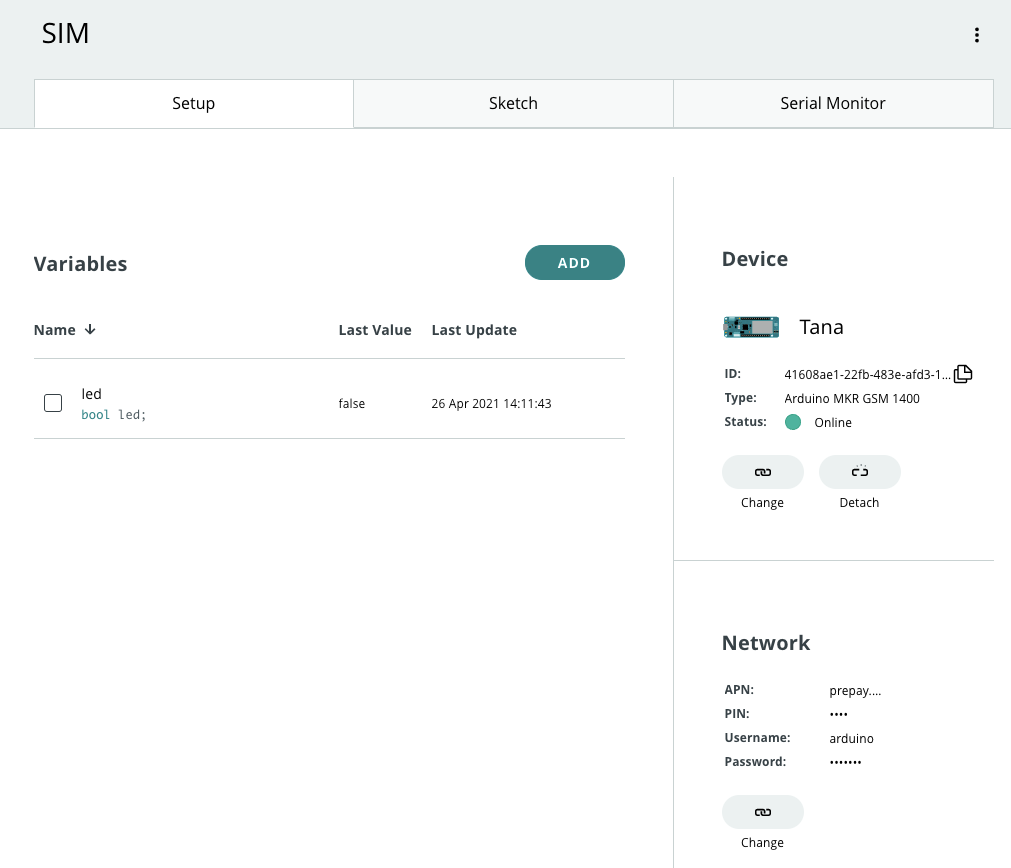 SIM
Setup
Sketch
Serial Monitor
Variables
ADD
Name Last Value Last Update
led
bool led;
false
26 Apr 2021 14:11:43
Device
Tana
ID: 41608ae1-22fb-483e-afd3-1...
Type: Arduino MKR GSM 1400
Status: Online
Change
Detach
Network
APN: prepay....
PIN: ••••
Username: arduino
Password: •••••••
Change